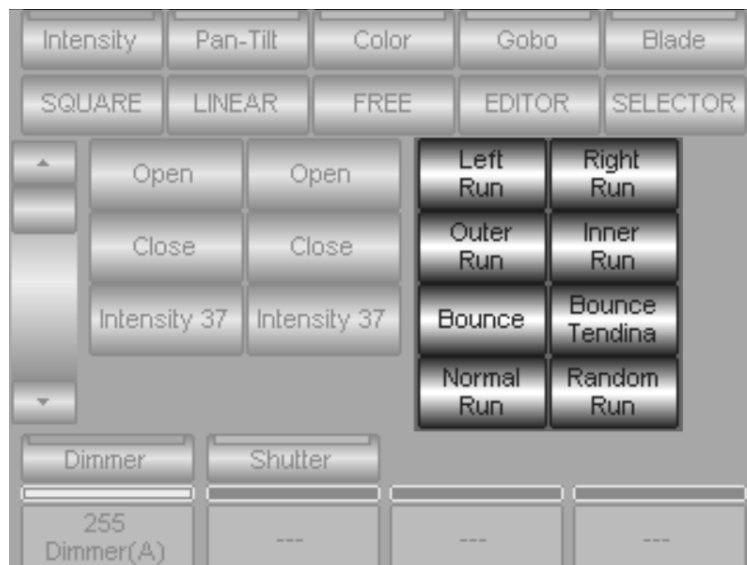 Intensity Pan-Tilt Color Gobo Blade
SQUARE LINEAR FREE EDITOR SELECTOR
Open Open
Close Close
Intensity 37 Intensity 37
Left Run
Right Run
Outer Run
Inner Run
Bounce
Bounce Tendina
Normal Run
Random Run
Dimmer Shutter
255 --- --- ---
Dimmer(A)